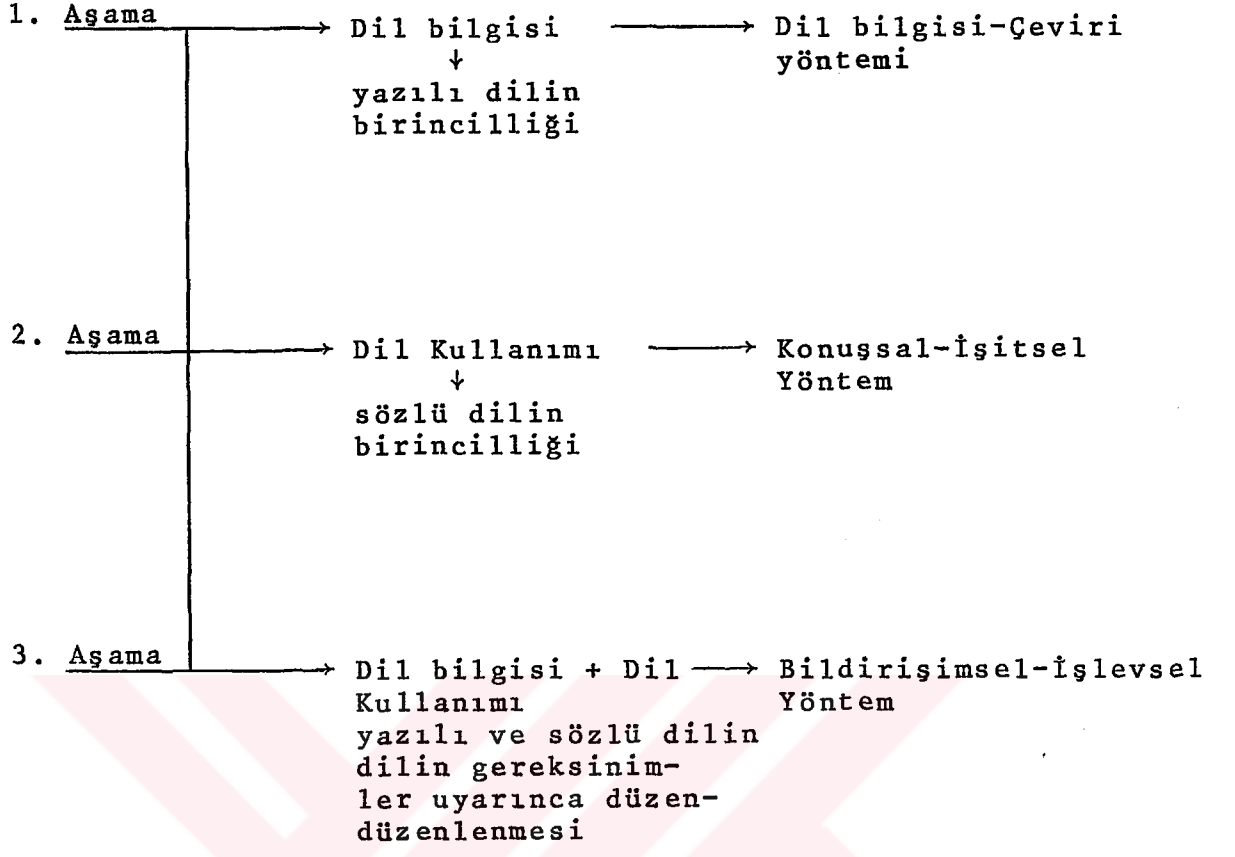 1. Aşama → Dil bilgisi → Dil bilgisi-Çeviri
↓ yöntemi
yazılı dilin
birincilliği
2. Aşama → Dil Kullanımı → Konuşsal-İşitsel
↓ Yöntem
sözlü dilin
birincilliği
3. Aşama → Dil bilgisi + Dil → Bildirişimsel-İşlevsel
Kullanımı Yöntem
yazılı ve sözlü dilin
dilin gereksinim-
ler uyarınca düzen-
düzenlenmesi